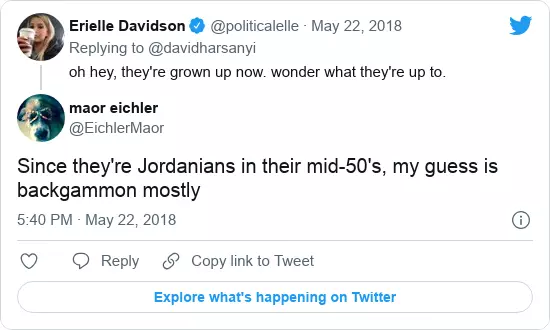 Erielle Davidson @politicalelle · May 22, 2018
Replying to @davidharsanyi
oh hey, they're grown up now. wonder what they're up to.
maor eichler
@EichlerMaor
Since they're Jordanians in their mid-50's, my guess is
backgammon mostly
5:40 PM · May 22, 2018
Reply Copy link to Tweet
Explore what's happening on Twitter